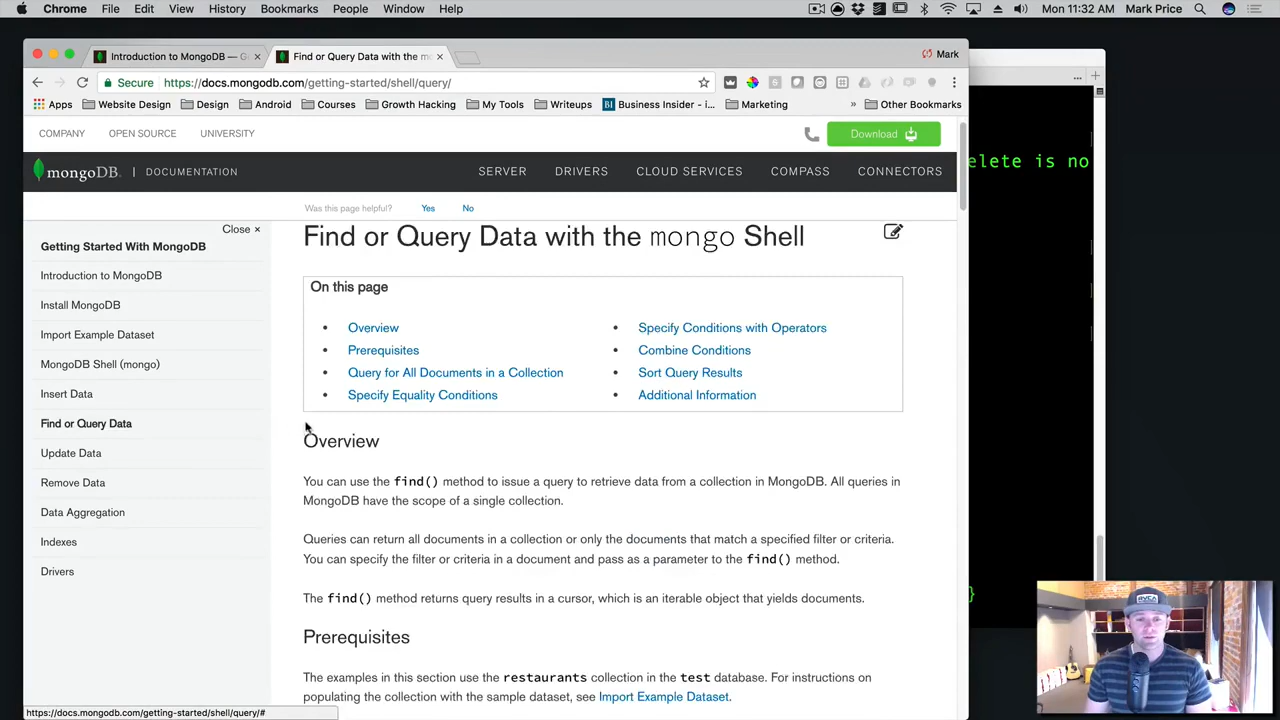 Chrome File Edit View History Bookmarks People Window Help Mon 11:32 AM Mark Price
Introduction to MongoDB — G
Find or Query Data with the m
Mark
Secure https://docs.mongodb.com/getting-started/shell/query/
Apps Website Design Design Android Courses Growth Hacking My Tools Writeups BI Business Insider - i... Marketing » Other Bookmarks
COMPANY OPEN SOURCE UNIVERSITY Download
mongoDB. DOCUMENTATION SERVER DRIVERS CLOUD SERVICES COMPASS CONNECTORS
elete is no
Was this page helpful? Yes No
Close ×
Getting Started With MongoDB
Introduction to MongoDB
Install MongoDB
Import Example Dataset
MongoDB Shell (mongo)
Insert Data
Find or Query Data
Update Data
Remove Data
Data Aggregation
Indexes
Drivers
Find or Query Data with the mongo Shell
On this page
• Overview
• Prerequisites
• Query for All Documents in a Collection
• Specify Equality Conditions
• Specify Conditions with Operators
• Combine Conditions
• Sort Query Results
• Additional Information
Overview
You can use the find() method to issue a query to retrieve data from a collection in MongoDB. All queries in
MongoDB have the scope of a single collection.
Queries can return all documents in a collection or only the documents that match a specified filter or criteria.
You can specify the filter or criteria in a document and pass as a parameter to the find() method.
The find() method returns query results in a cursor, which is an iterable object that yields documents.
}
Prerequisites
The examples in this section use the restaurants collection in the test database. For instructions on
populating the collection with the sample dataset, see Import Example Dataset.
https://docs.mongodb.com/getting-started/shell/query/#
RVCA